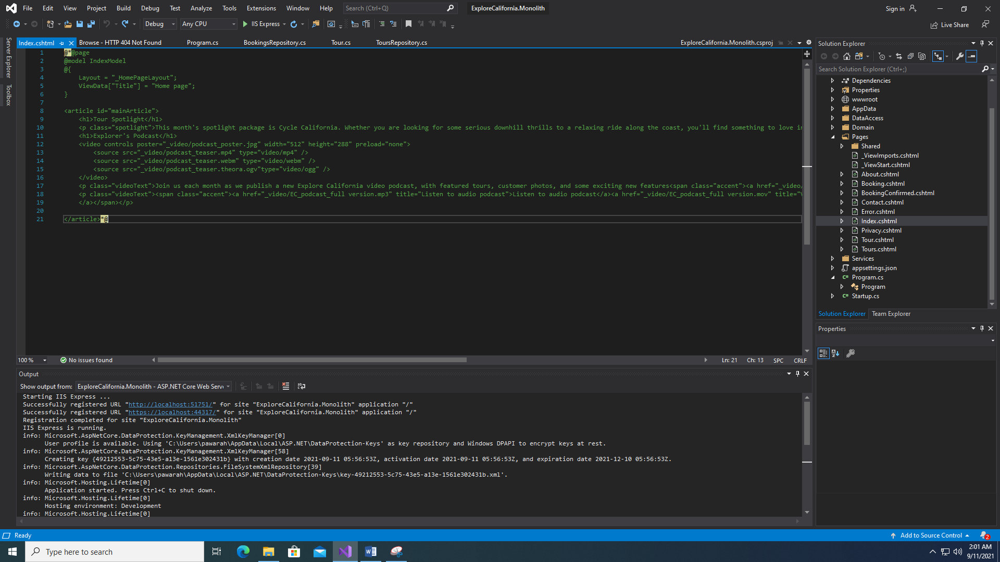 File Edit View Project Build Debug Test Analyze Tools Extensions Window Help Search (Ctrl+Q) ExploreCalifornia.Monolith Sign in
Debug Any CPU IIS Express Live Share
Server Explorer
Toolbox
Index.cshtml Browse - HTTP 404 Not Found Program.cs BookingsRepository.cs Tour.cs ToursRepository.cs ExploreCalifornia.Monolith.csproj
1 @*@page
2 @model IndexModel
3 @{
4 Layout = "_HomePageLayout";
5 ViewData["Title"] = "Home page";
6 }
7
8 <article id="mainArticle">
9 <h1>Tour Spotlight</h1>
10 <p class="spotlight">This month's spotlight package is Cycle California. Whether you are looking for some serious downhill thrills to a relaxing ride along the coast, you'll find something to love in
11 <h1>Explorer's Podcast</h1>
12 <video controls poster="_video/podcast_poster.jpg" width="512" height="288" preload="none">
13 <source src="_video/podcast_teaser.mp4" type="video/mp4" />
14 <source src="_video/podcast_teaser.webm" type="video/webm" />
15 <source src="_video/podcast_teaser.theora.ogv"type="video/ogg" />
16 </video>
17 <p class="videoText">Join us each month as we publish a new Explore California video podcast, with featured tours, customer photos, and some exciting new features<span class="accent"><a href="_video/
18 <p class="videoText"><span class="accent"><a href="_video/EC_podcast_full version.mp3" title="Listen to audio podcast">Listen to audio podcast</a><a href="_video/EC_podcast_full version.mov" title="
19 </a></span></p>
20
21 </article>*@
100 % No issues found Ln: 21 Ch: 13 SPC CRLF
Output
Show output from: ExploreCalifornia.Monolith - ASP.NET Core Web Serv
Starting IIS Express ...
Successfully registered URL "http://localhost:51751/" for site "ExploreCalifornia.Monolith" application "/"
Successfully registered URL "https://localhost:44317/" for site "ExploreCalifornia.Monolith" application "/"
Registration completed for site "ExploreCalifornia.Monolith"
IIS Express is running.
info: Microsoft.AspNetCore.DataProtection.KeyManagement.XmlKeyManager[0]
User profile is available. Using 'C:\Users\pawarah\AppData\Local\ASP.NET\DataProtection-Keys' as key repository and Windows DPAPI to encrypt keys at rest.
info: Microsoft.AspNetCore.DataProtection.KeyManagement.XmlKeyManager[58]
Creating key {49212553-5c75-43e5-a13e-1561e302431b} with creation date 2021-09-11 05:56:53Z, activation date 2021-09-11 05:56:53Z, and expiration date 2021-12-10 05:56:53Z.
info: Microsoft.AspNetCore.DataProtection.Repositories.FileSystemXmlRepository[39]
Writing data to file 'C:\Users\pawarah\AppData\Local\ASP.NET\DataProtection-Keys\key-49212553-5c75-43e5-a13e-1561e302431b.xml'.
info: Microsoft.Hosting.Lifetime[0]
Application started. Press Ctrl+C to shut down.
info: Microsoft.Hosting.Lifetime[0]
Hosting environment: Development
info: Microsoft.Hosting.Lifetime[0]
Solution Explorer
Search Solution Explorer (Ctrl+;)
Dependencies
Properties
wwwroot
AppData
DataAccess
Domain
Pages
Shared
_ViewImports.cshtml
_ViewStart.cshtml
About.cshtml
Booking.cshtml
BookingConfirmed.cshtml
Contact.cshtml
Error.cshtml
Index.cshtml
Privacy.cshtml
Tour.cshtml
Tours.cshtml
Services
appsettings.json
C# Program.cs
Program
C# Startup.cs
Solution Explorer Team Explorer
Properties
Ready Add to Source Control 2
Type here to search
2:01 AM
9/11/2021